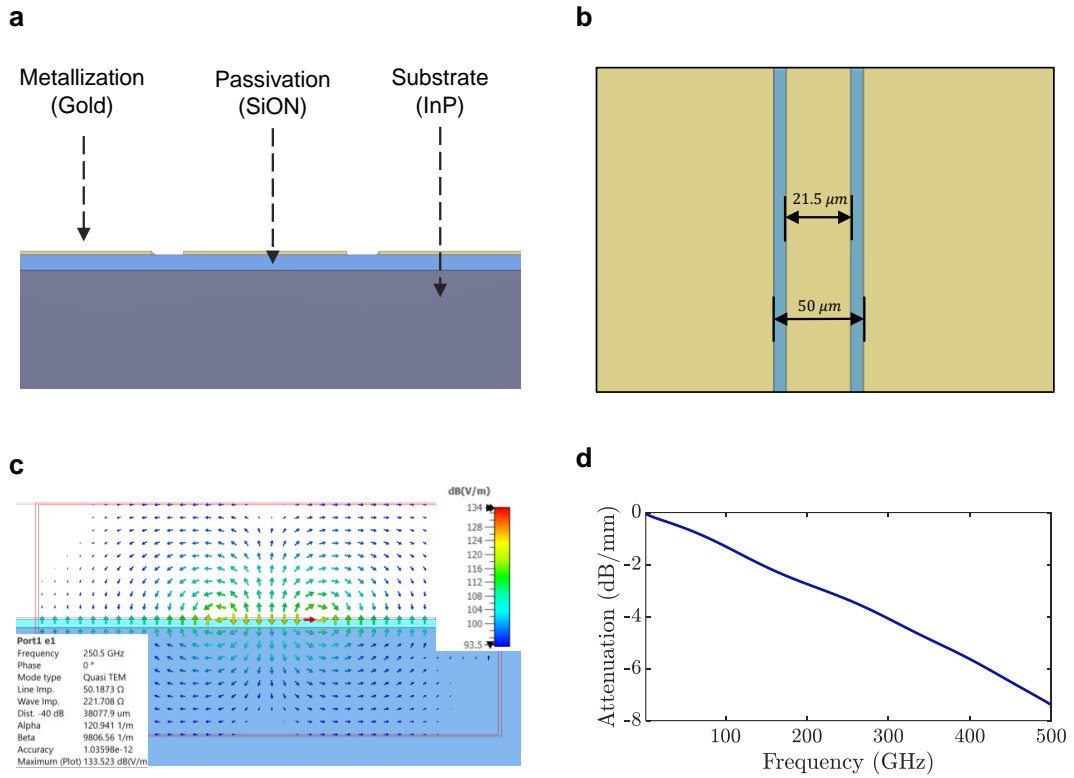 a
Metallization
(Gold)
Passivation
(SiON)
Substrate
(InP)
b
21.5 μm
50 μm
c
dB(V/m)
134
128
124
120
116
112
108
104
100
93.5
Port1 e1
Frequency 250.5 GHz
Phase 0 °
Mode type Quasi TEM
Line Imp. 50.1873 Ω
Wave Imp. 221.708 Ω
Dist. -40 dB 38077.9 um
Alpha 120.941 1/m
Beta 9806.56 1/m
Accuracy 1.03598e-12
Maximum (Plot) 133.523 dB(V/m
d
Attenuation (dB/mm)
0
-2
-4
-6
-8
100 200 300 400 500
Frequency (GHz)